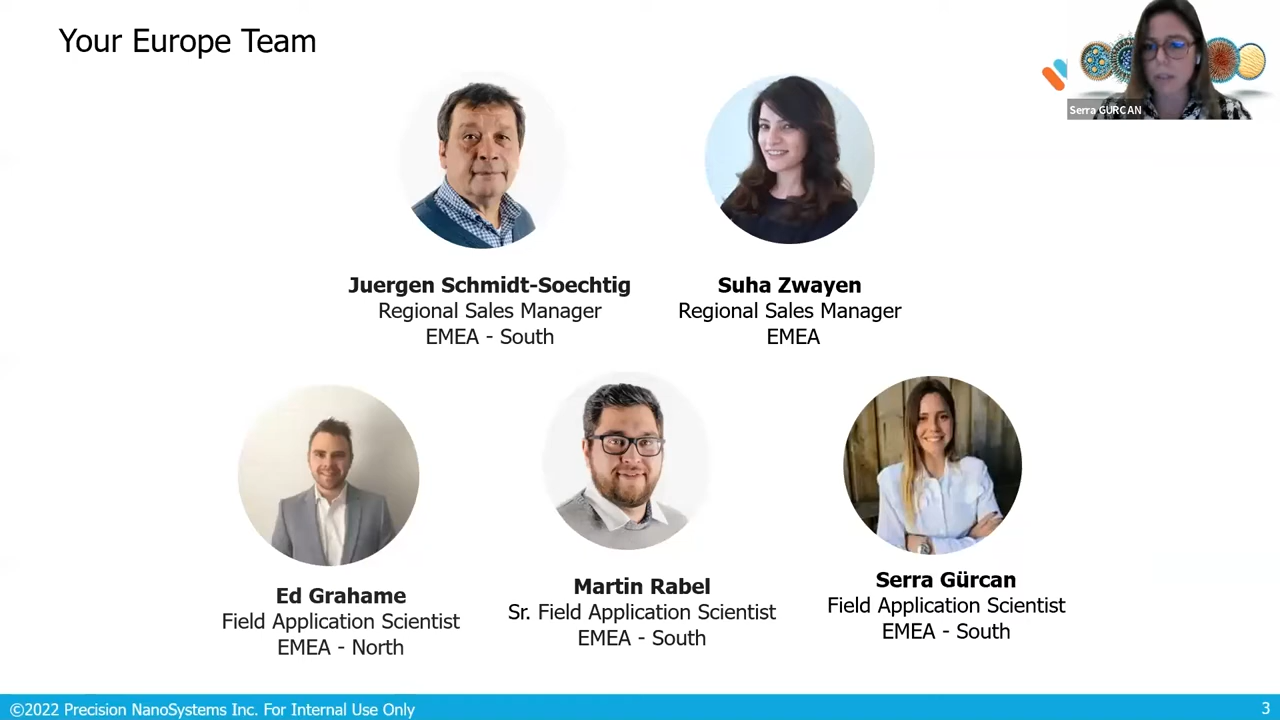 Your Europe Team
Serra GURCAN
Juergen Schmidt-Soechtig
Regional Sales Manager
EMEA - South
Suha Zwayen
Regional Sales Manager
EMEA
Ed Grahame
Field Application Scientist
EMEA - North
Martin Rabel
Sr. Field Application Scientist
EMEA - South
Serra Gürcan
Field Application Scientist
EMEA - South
©2022 Precision NanoSystems Inc. For Internal Use Only
3